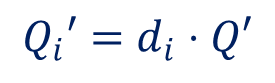 Qᵢ′ = dᵢ · Q′